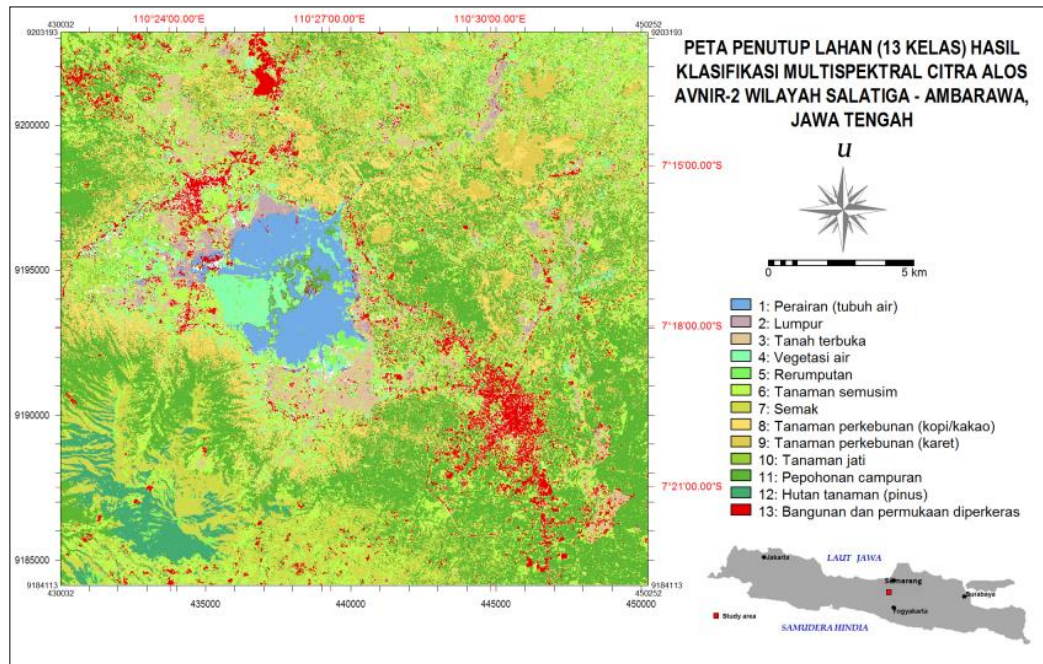 110°24'00.00"E 110°27'00.00"E 110°30'00.00"E
430032 450252
9203193 9203193
9200000
9195000
9190000
9185000
9184113 9184113
430032 450252
435000 440000 445000 450000
7°15'00.00"S
7°18'00.00"S
7°21'00.00"S
PETA PENUTUP LAHAN (13 KELAS) HASIL
KLASIFIKASI MULTISPEKTRAL CITRA ALOS
AVNIR-2 WILAYAH SALATIGA - AMBARAWA,
JAWA TENGAH
u
0 5 km
1: Perairan (tubuh air)
2: Lumpur
3: Tanah terbuka
4: Vegetasi air
5: Rerumputan
6: Tanaman semusim
7: Semak
8: Tanaman perkebunan (kopi/kakao)
9: Tanaman perkebunan (karet)
10: Tanaman jati
11: Pepohonan campuran
12: Hutan tanaman (pinus)
13: Bangunan dan permukaan diperkeras
Jakarta
LAUT JAWA
Semarang
Surabaya
Yogyakarta
Study area
SAMUDERA HINDIA